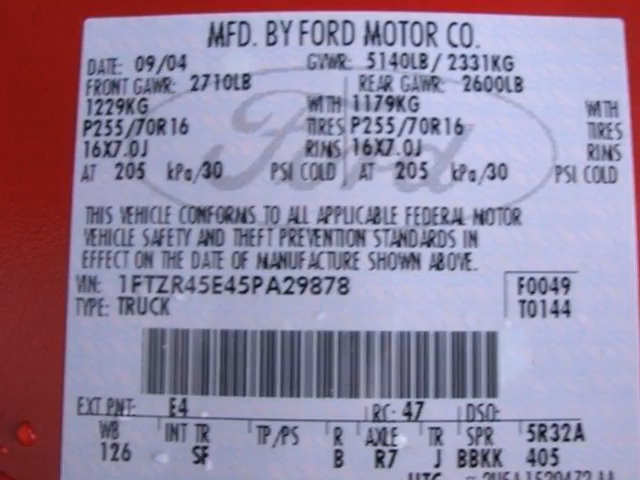 MFD. BY FORD MOTOR CO.
DATE: 09/04 GVWR: 5140LB/ 2331KG
FRONT GAWR: 2710LB REAR GAWR: 2600LB
1229KG WITH 1179KG WITH
P255/70R16 TIRES P255/70R16 TIRES
16X7.0J RIMS 16X7.0J RIMS
AT 205 kPa/30 PSI COLD AT 205 kPa/30 PSI COLD
Ford
THIS VEHICLE CONFORMS TO ALL APPLICABLE FEDERAL MOTOR
VEHICLE SAFETY AND THEFT PREVENTION STANDARDS IN
EFFECT ON THE DATE OF MANUFACTURE SHOWN ABOVE.
VIN: 1FTZR45E45PA29878 F0049
TYPE: TRUCK T0144
EXT PNT: E4 RC: 47 DSO:
WB INT TR TP/PS R AXLE TR SPR 5R32A
126 SF B R7 J BBKK 405
UTC